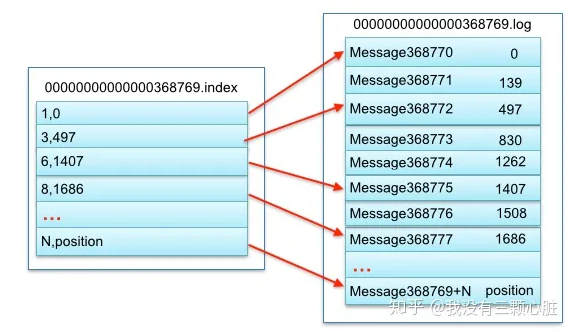 00000000000000368769.log
00000000000000368769.index
1,0
3,497
6,1407
8,1686
...
N,position
Message368770 0
Message368771 139
Message368772 497
Message368773 830
Message368774 1262
Message368775 1407
Message368776 1508
Message368777 1686
...
Message368769+N position
知乎 @我没有三颗心脏